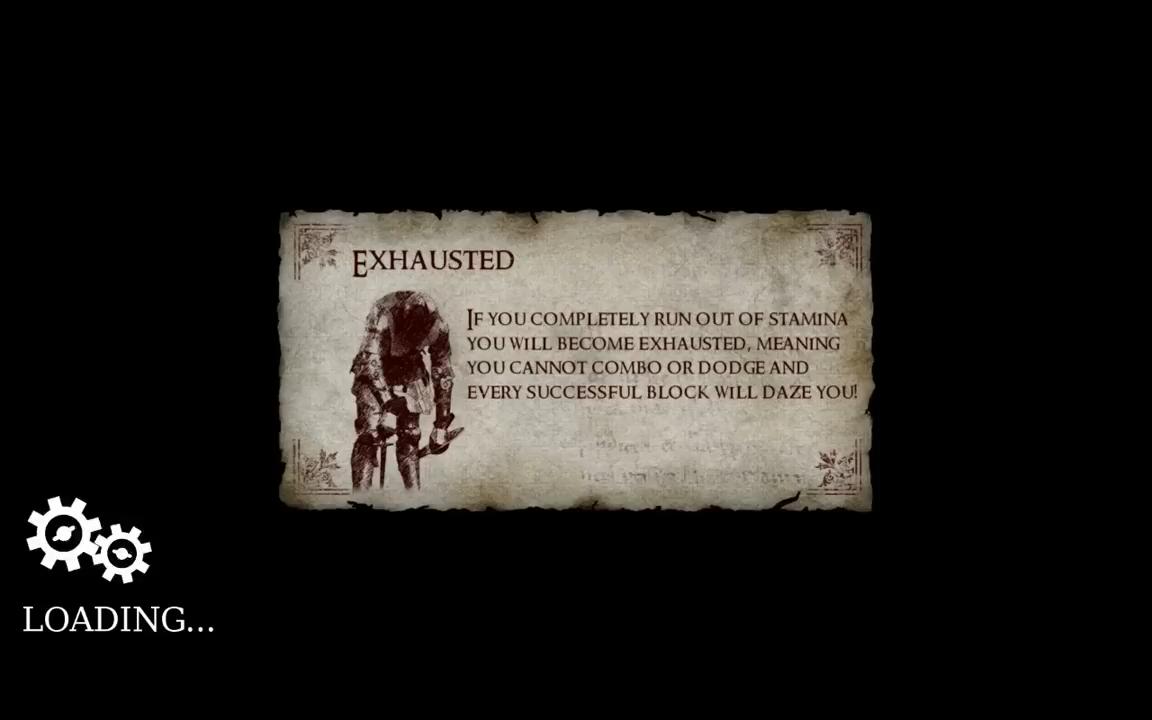 EXHAUSTED
IF YOU COMPLETELY RUN OUT OF STAMINA
YOU WILL BECOME EXHAUSTED, MEANING
YOU CANNOT COMBO OR DODGE AND
EVERY SUCCESSFUL BLOCK WILL DAZE YOU!
LOADING...